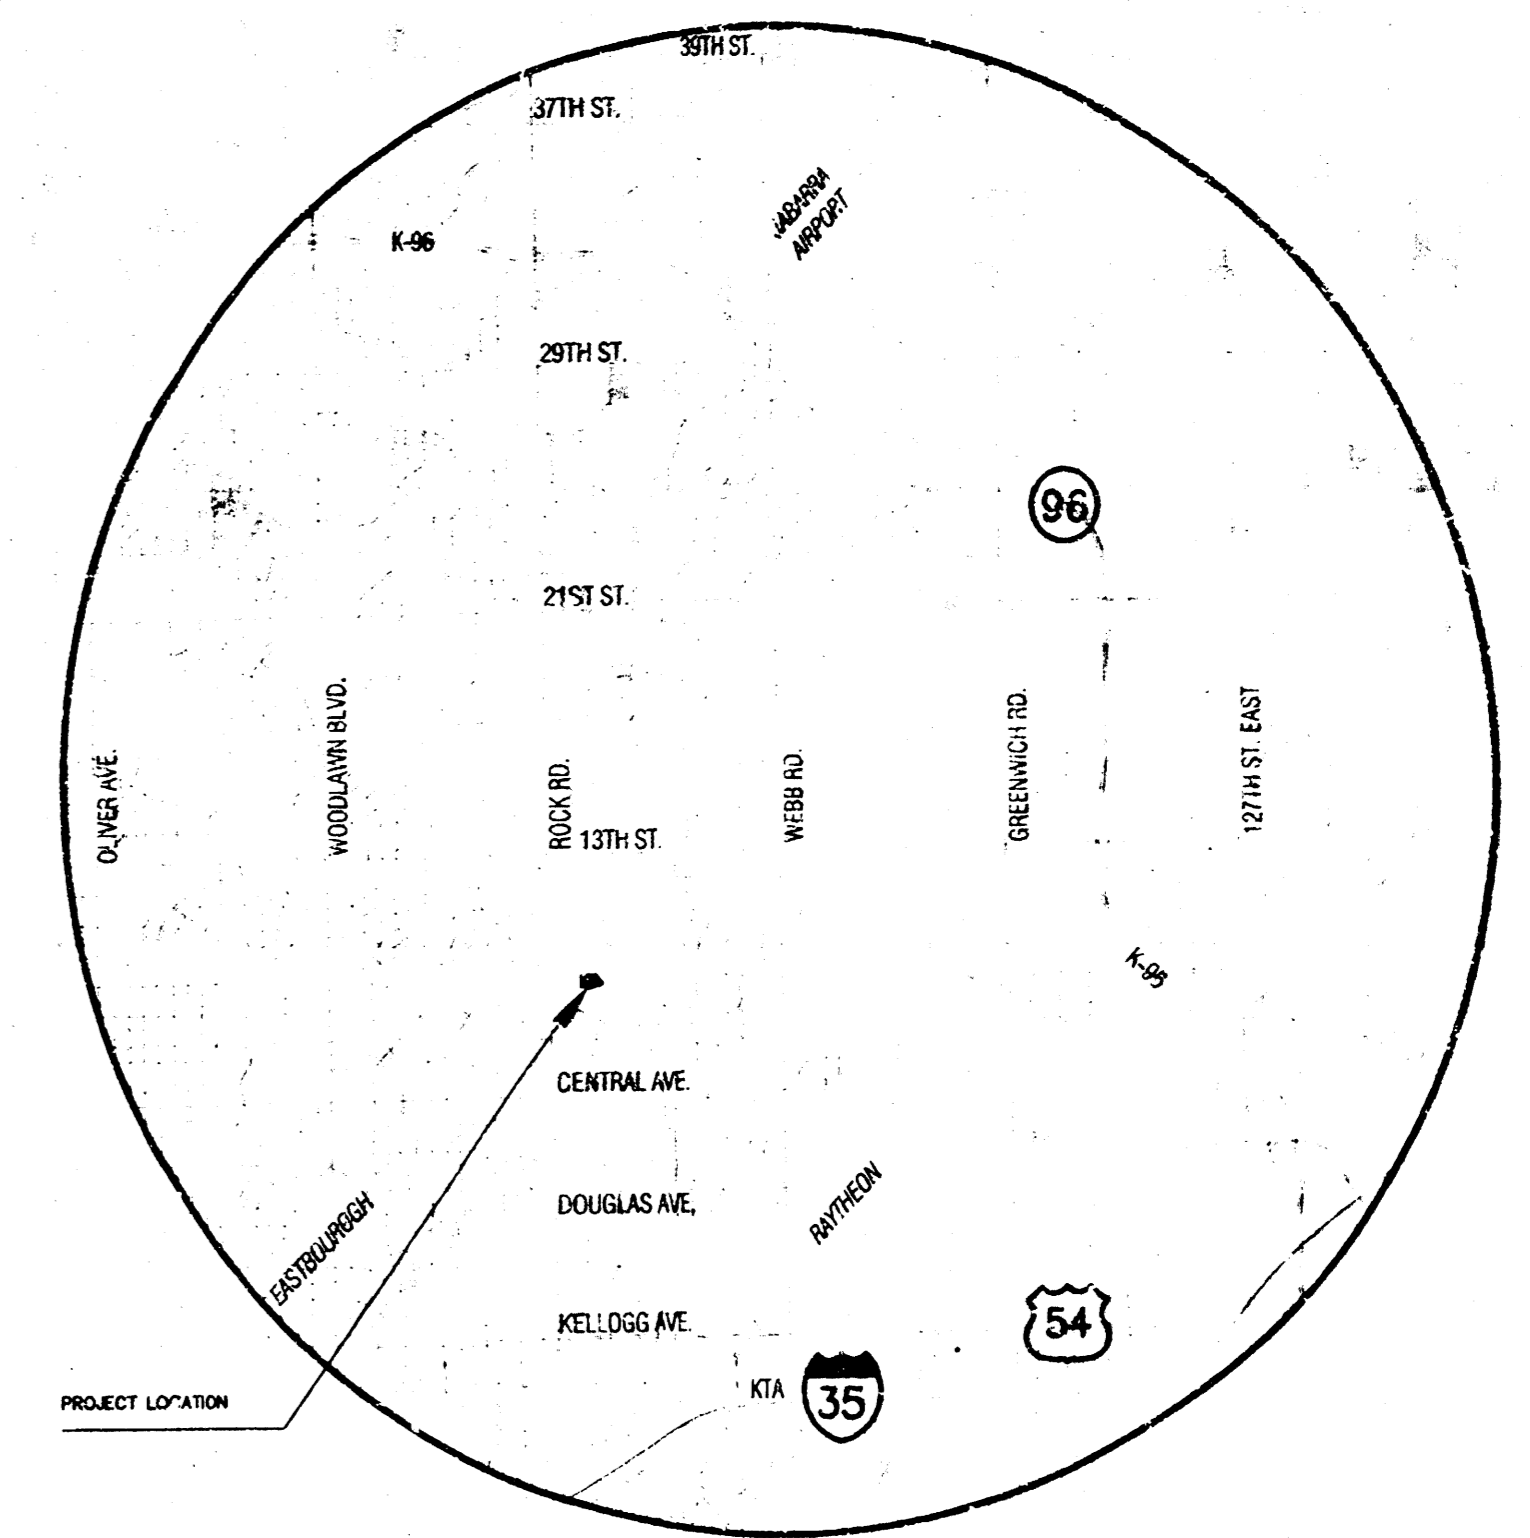 39TH ST.
37TH ST.
JABARRA
AIRPORT
K-96
29TH ST.
96
21ST ST.
OLIVER AVE.
WOODLAWN BLVD.
ROCK RD.
13TH ST.
WEBB RD.
GREENWICH RD.
127TH ST. EAST
K-96
CENTRAL AVE.
DOUGLAS AVE.
RAYTHEON
EASTBOUROGH
KELLOGG AVE.
54
KTA
35
PROJECT LOCATION